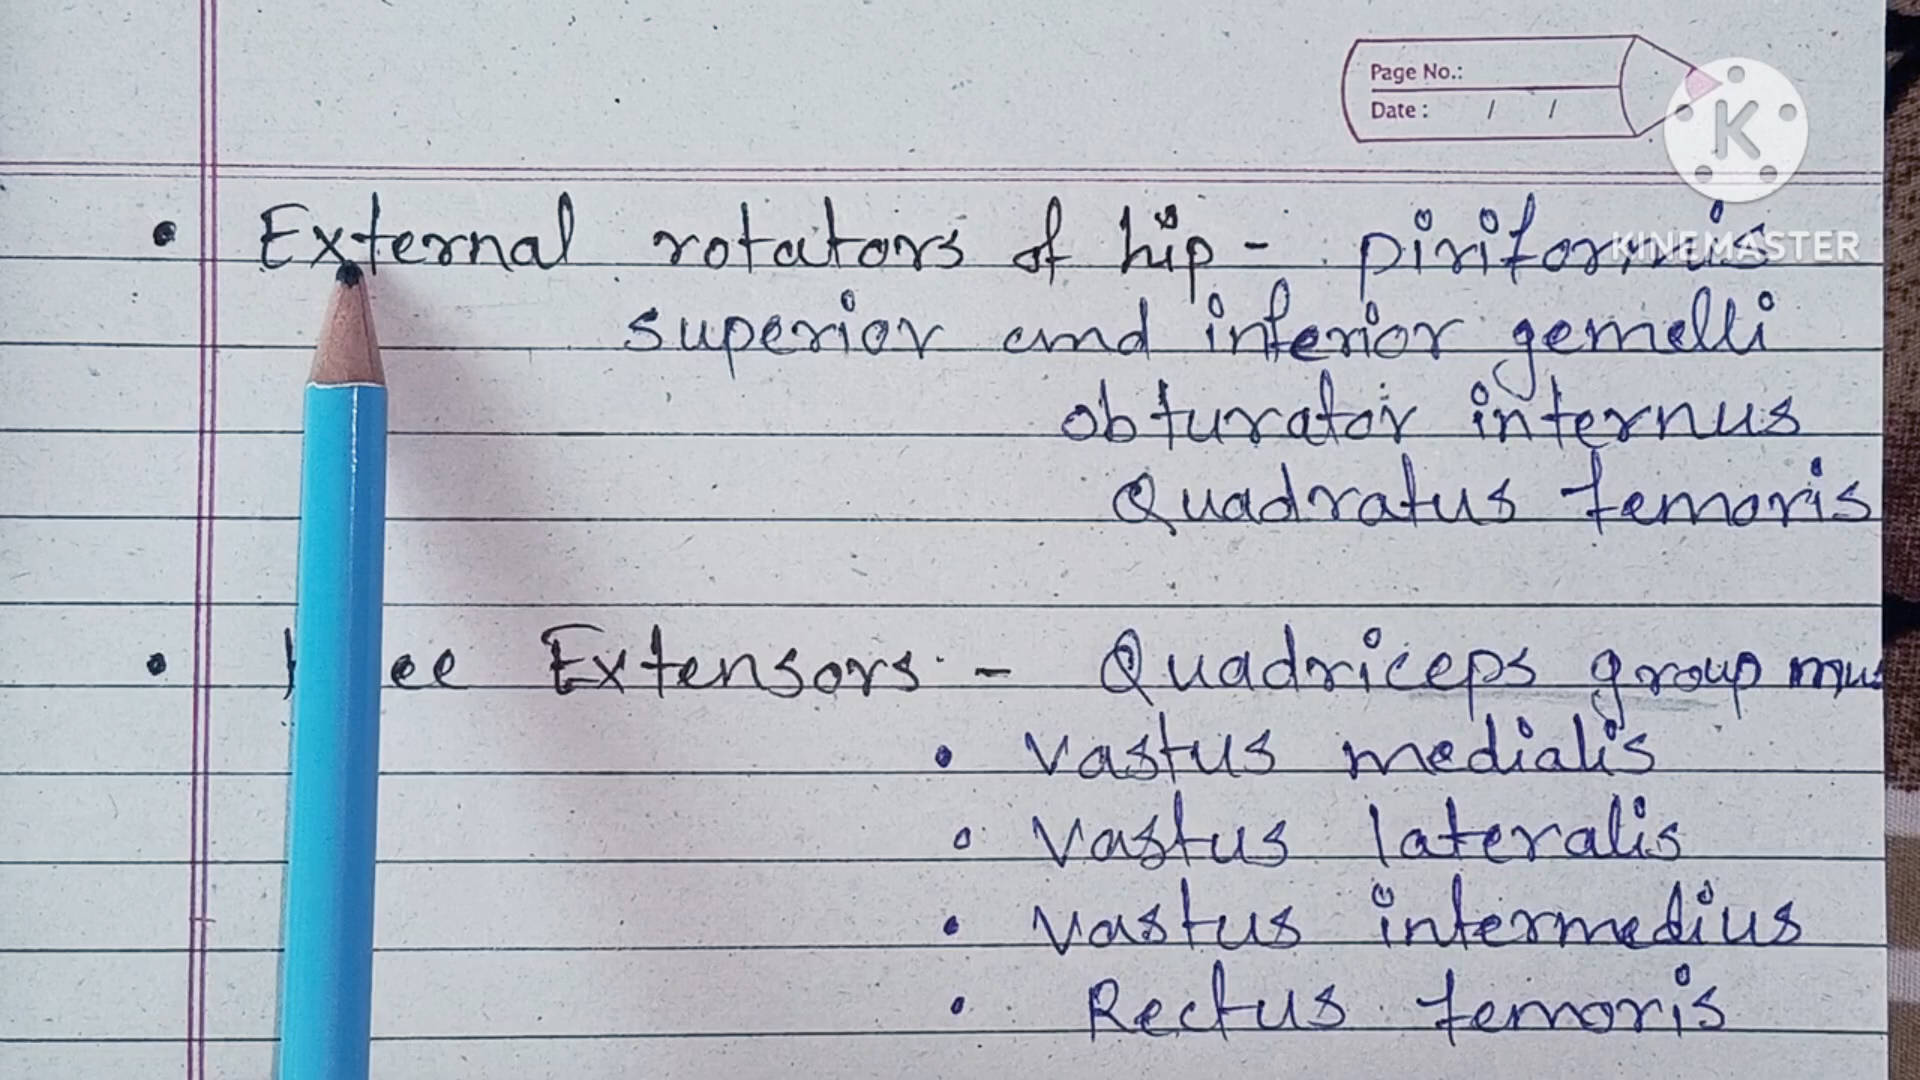 Page No.:
Date : / /
K
KINEMASTER
• External rotators of hip - piriformis
superior and inferior gemelli
obturator internus
Quadratus femoris
• Extensors - Quadriceps group
• Vastus medialis
• Vastus lateralis
• Vastus intermedius
• Rectus femoris